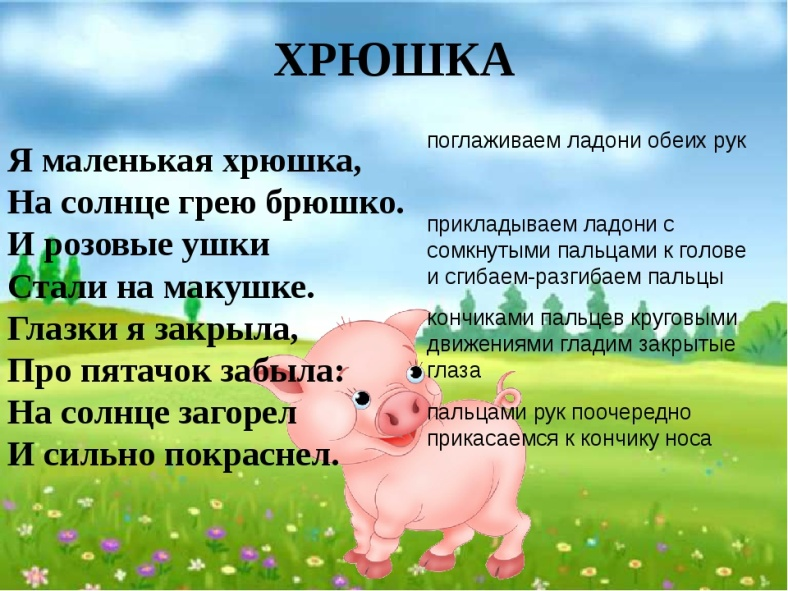 ХРЮШКА
Я маленькая хрюшка,
На солнце грею брюшко.
И розовые ушки
Стали на макушке.
Глазки я закрыла,
Про пятачок забыла:
На солнце загорел
И сильно покраснел.
поглаживаем ладони обеих рук
прикладываем ладони с
сомкнутыми пальцами к голове
и сгибаем-разгибаем пальцы
кончиками пальцев круговыми
движениями гладим закрытые
глаза
пальцами рук поочередно
прикасаемся к кончику носа